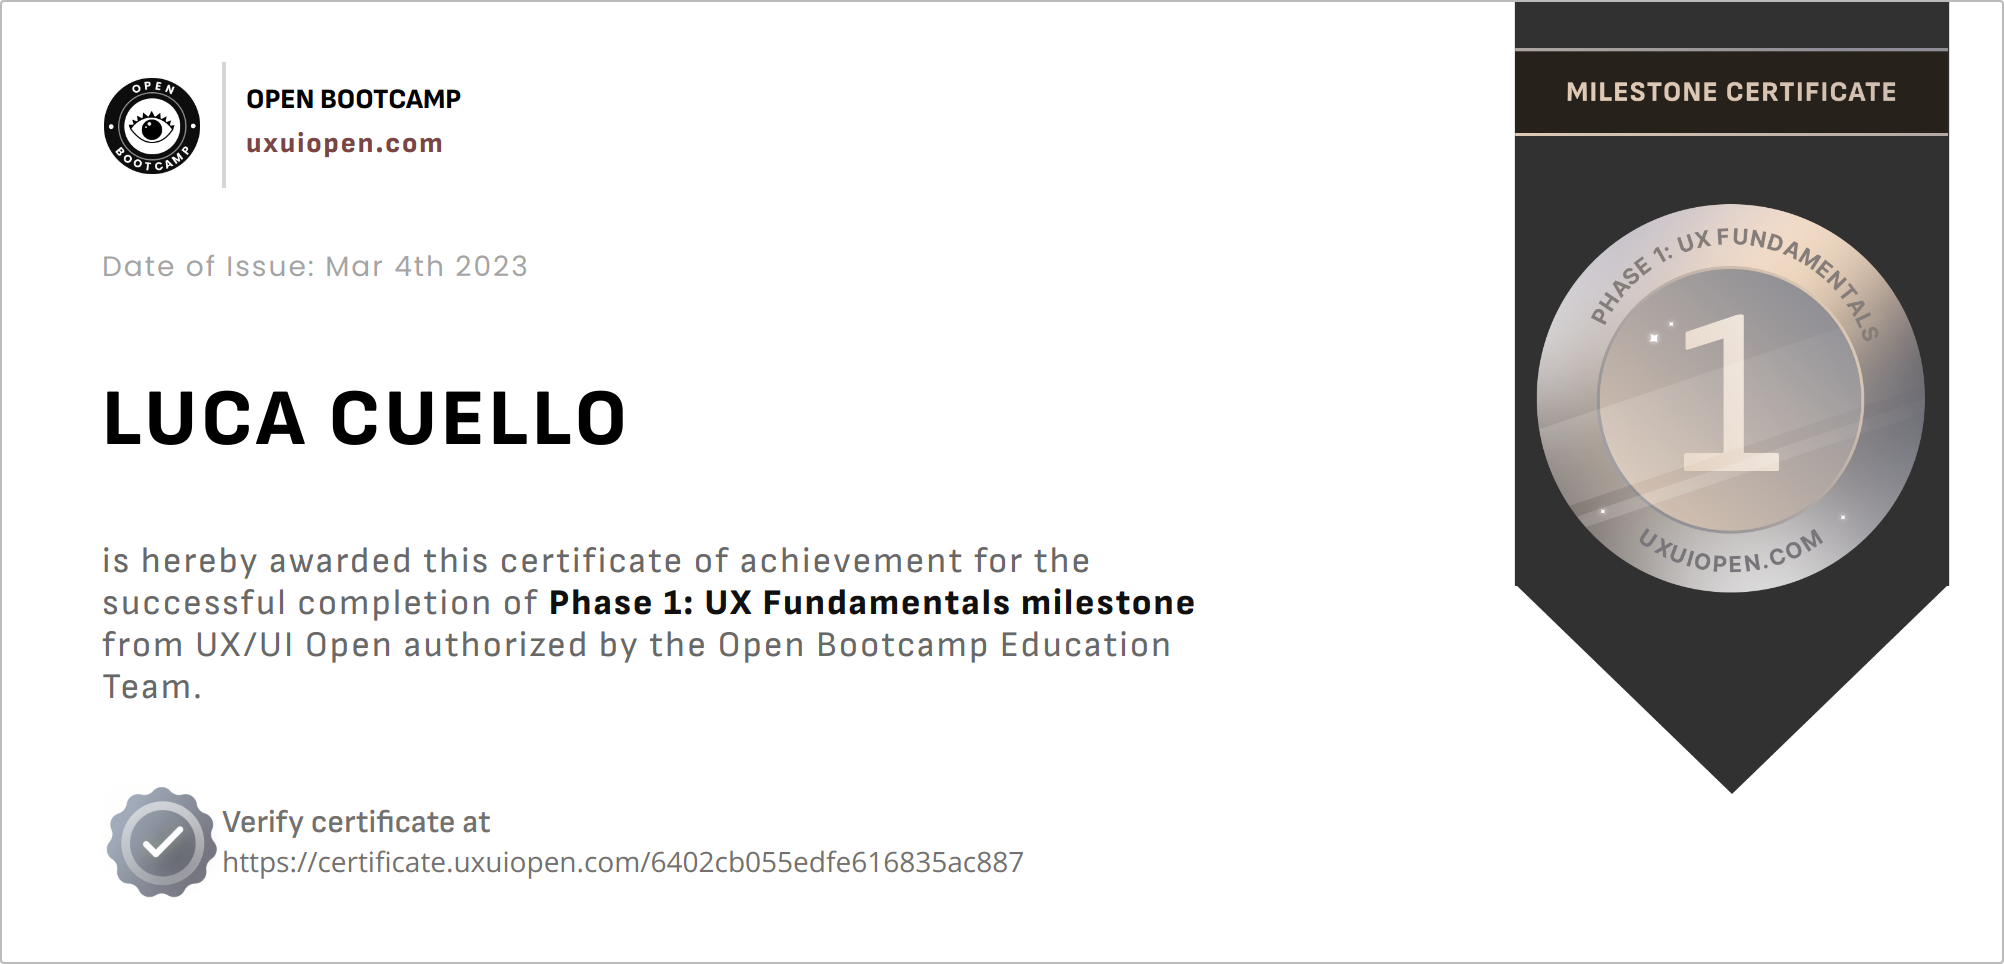 OPEN
BOOTCAMP
OPEN BOOTCAMP
uxuiopen.com
Date of Issue: Mar 4th 2023
LUCA CUELLO
is hereby awarded this certificate of achievement for the
successful completion of Phase 1: UX Fundamentals milestone
from UX/UI Open authorized by the Open Bootcamp Education
Team.
Verify certificate at
https://certificate.uxuiopen.com/6402cb055edfe616835ac887
MILESTONE CERTIFICATE
PHASE 1: UX FUNDAMENTALS
1
UXUIOPEN.COM